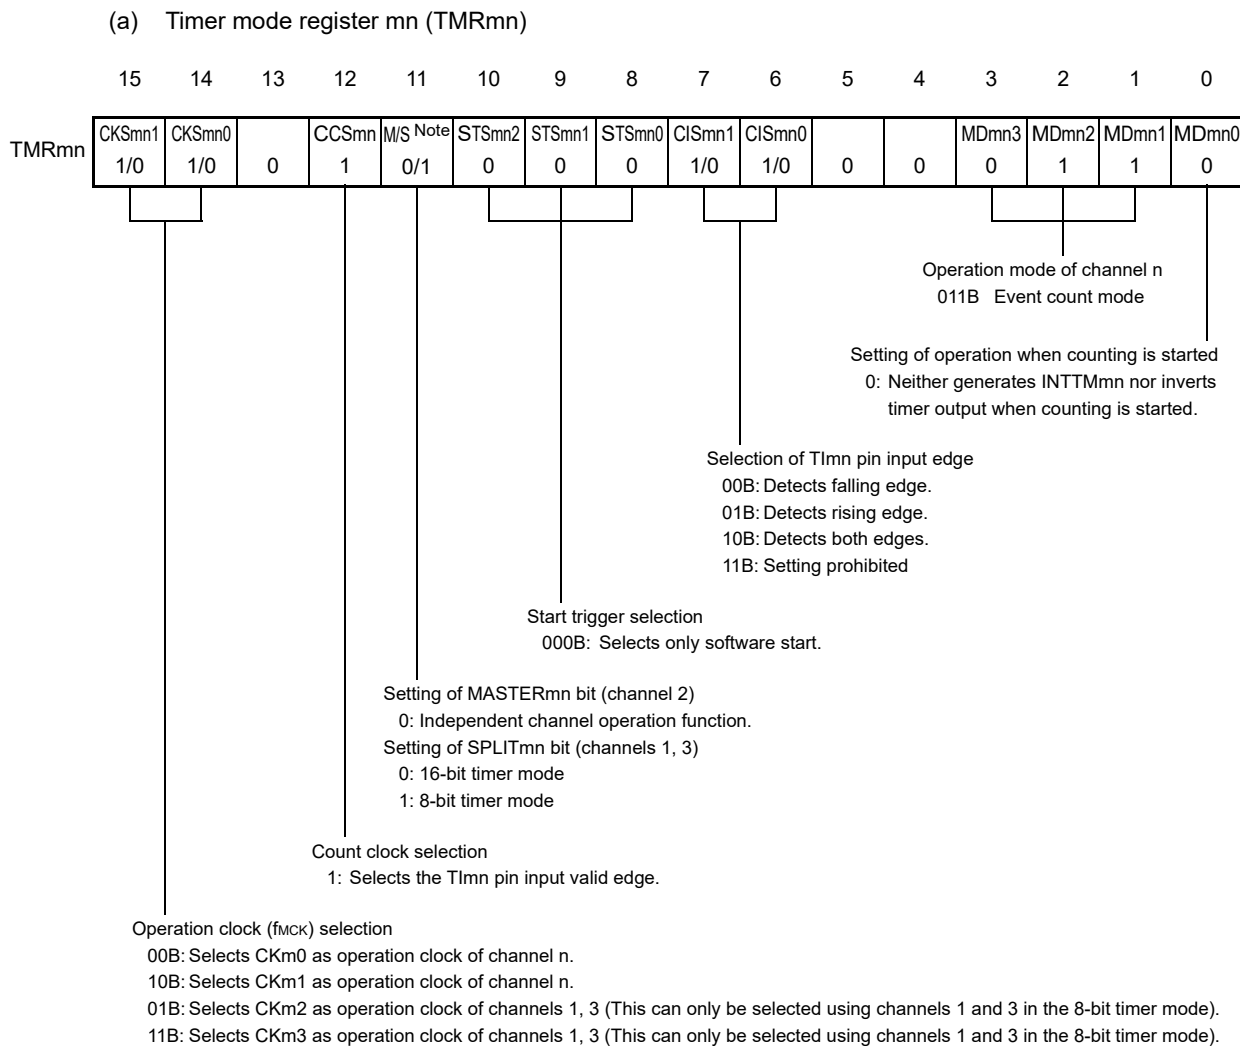 (a) Timer mode register mn (TMRmn)
15 14 13 12 11 10 9 8 7 6 5 4 3 2 1 0
TMRmn
CKSmn1 CKSmn0 CCSmn M/S Note STSmn2 STSmn1 STSmn0 CISmn1 CISmn0 MDmn3 MDmn2 MDmn1 MDmn0
1/0 1/0 0 1 0/1 0 0 0 1/0 1/0 0 0 0 1 1 0
Operation mode of channel n
011B Event count mode
Setting of operation when counting is started
0: Neither generates INTTMmn nor inverts
timer output when counting is started.
Selection of TImn pin input edge
00B: Detects falling edge.
01B: Detects rising edge.
10B: Detects both edges.
11B: Setting prohibited
Start trigger selection
000B: Selects only software start.
Setting of MASTERmn bit (channel 2)
0: Independent channel operation function.
Setting of SPLITmn bit (channels 1, 3)
0: 16-bit timer mode
1: 8-bit timer mode
Count clock selection
1: Selects the TImn pin input valid edge.
Operation clock (fMCK) selection
00B: Selects CKm0 as operation clock of channel n.
10B: Selects CKm1 as operation clock of channel n.
01B: Selects CKm2 as operation clock of channels 1, 3 (This can only be selected using channels 1 and 3 in the 8-bit timer mode).
11B: Selects CKm3 as operation clock of channels 1, 3 (This can only be selected using channels 1 and 3 in the 8-bit timer mode).